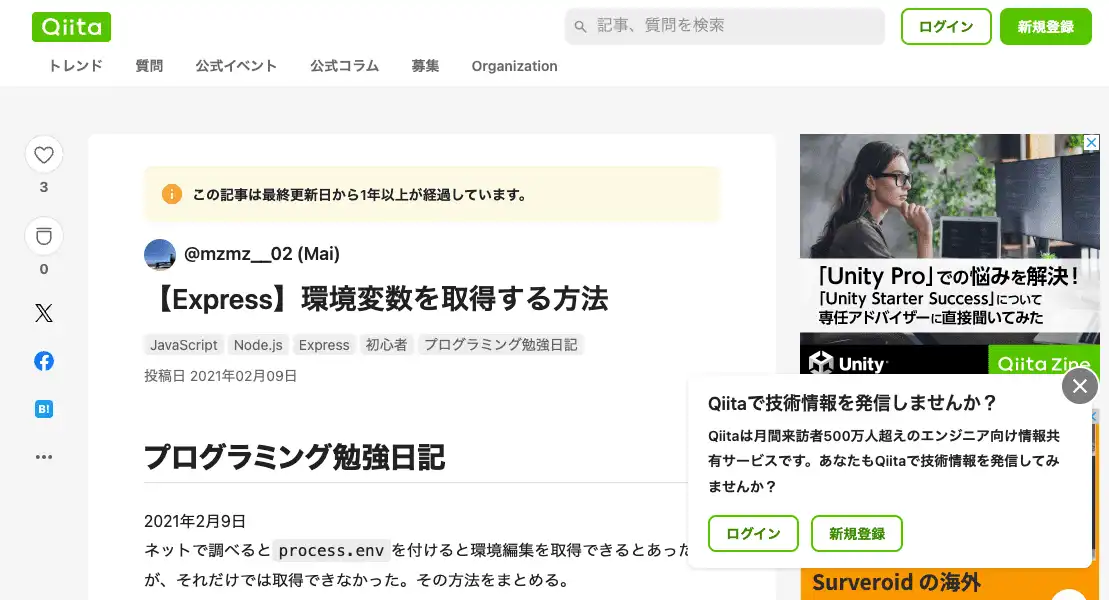 Qiita
記事、質問を検索
ログイン
新規登録
トレンド
質問
公式イベント
公式コラム
募集
Organization
3
0
B!
この記事は最終更新日から1年以上が経過しています。
@mzmz__02 (Mai)
【Express】環境変数を取得する方法
JavaScript
Node.js
Express
初心者
プログラミング勉強日記
投稿日 2021年02月09日
プログラミング勉強日記
2021年2月9日
ネットで調べるとprocess.envを付けると環境編集を取得できるとあった
が、それだけでは取得できなかった。その方法をまとめる。
「Unity Pro」での悩みを解決！
「Unity Starter Success」について
専任アドバイザーに直接聞いてみた
Unity
Qiita Zine
Qiitaで技術情報を発信しませんか？
Qiitaは月間来訪者500万人超えのエンジニア向け情報共
有サービスです。あなたもQiitaで技術情報を発信してみ
ませんか？
ログイン
新規登録
Surveroid の海外